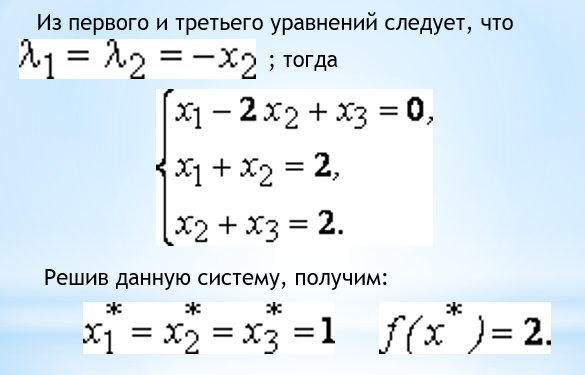 Из первого и третьего уравнений следует, что
λ₁ = λ₂ = −x₂ ; тогда
x₁ − 2x₂ + x₃ = 0,
x₁ + x₂ = 2,
x₂ + x₃ = 2.
Решив данную систему, получим:
x₁* = x₂* = x₃* = 1 f(x*) = 2.